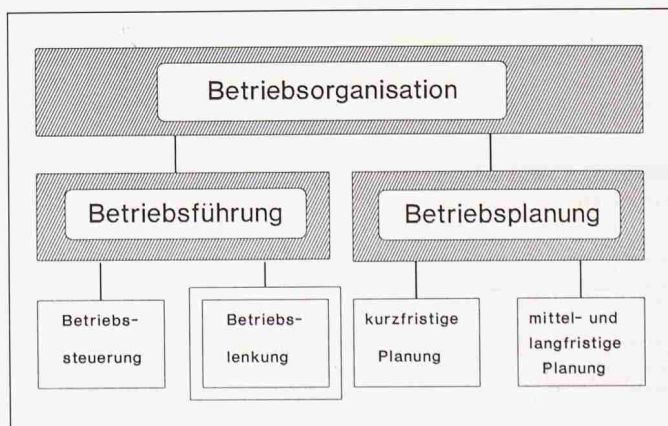 Betriebsorganisation
Betriebsführung
Betriebsplanung
Betriebs-
steuerung
Betriebs-
lenkung
kurzfristige
Planung
mittel- und
langfristige
Planung